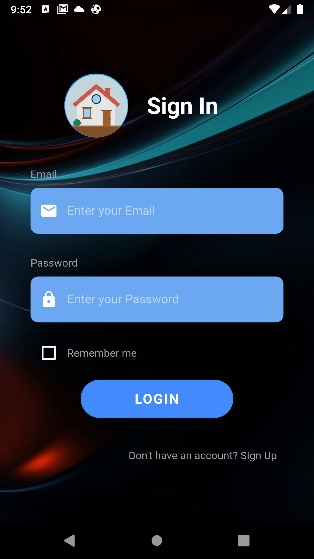 9:52
Sign In
Email
Enter your Email
Password
Enter your Password
Remember me
LOGIN
Don't have an account? Sign Up